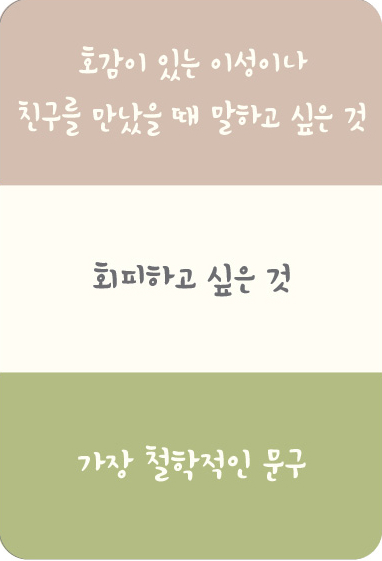 호감이 있는 이성이나
친구를 만났을 때 말하고 싶은 것
회피하고 싶은 것
가장 철학적인 문구